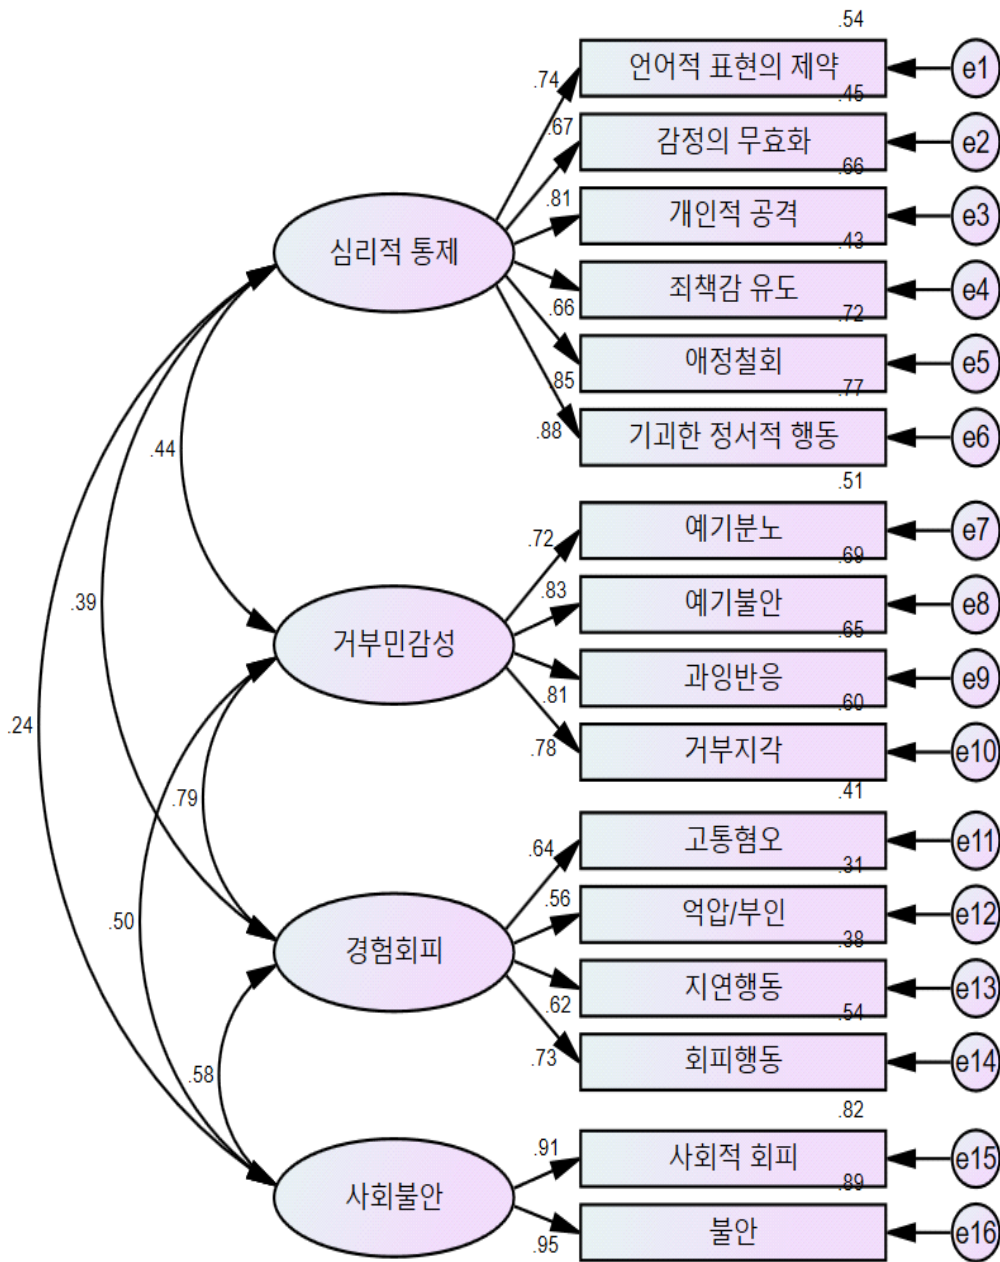 .54
언어적 표현의 제약
e1
.74
.45
감정의 무효화
e2
.67
.66
개인적 공격
e3
.81
.43
심리적 통제
죄책감 유도
e4
.66
.72
애정철회
e5
.85
.77
기괴한 정서적 행동
e6
.88
.44
.51
예기분노
e7
.72
.69
예기불안
e8
.83
.39
.65
거부민감성
과잉반응
e9
.81
.60
거부지각
e10
.78
.24
.79
.41
고통혐오
e11
.64
.31
억압/부인
e12
.56
.50
.38
경험회피
지연행동
e13
.62
.54
회피행동
e14
.73
.58
.82
사회적 회피
e15
.91
.89
사회불안
불안
e16
.95